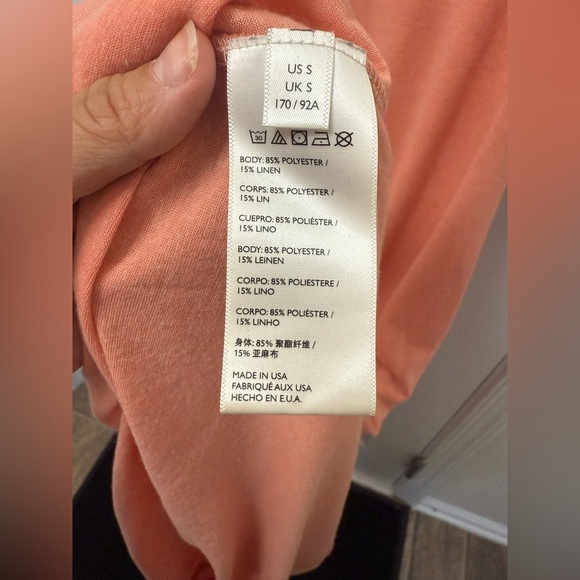 US S
UK S
170 / 92A
30
BODY: 85% POLYESTER /
15% LINEN
CORPS: 85% POLYESTER /
15% LIN
CUEPRO: 85% POLIÉSTER /
15% LINO
BODY: 85% POLYESTER /
15% LEINEN
CORPO: 85% POLIESTERE /
15% LINO
CORPO: 85% POLIÉSTER /
15% LINHO
身体: 85% 聚酯纤维 /
15% 亚麻布
MADE IN USA
FABRIQUÉ AUX USA
HECHO EN E.U.A.